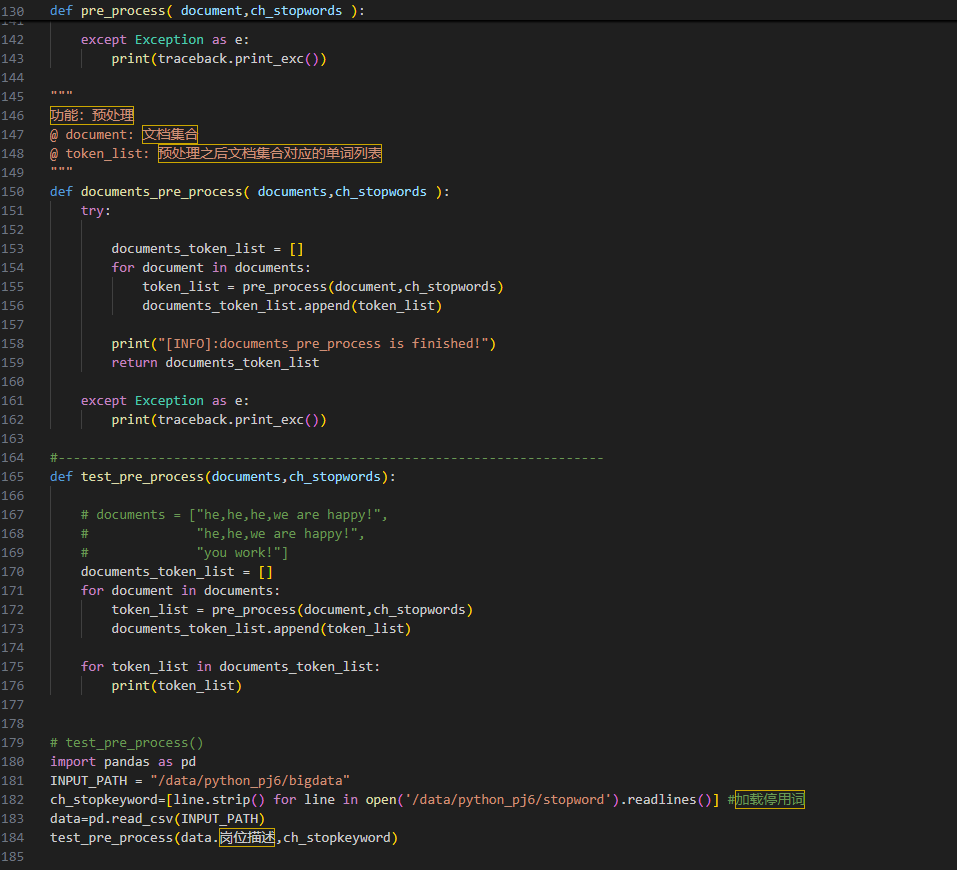 130 def pre_process( document,ch_stopwords ):
141
142 except Exception as e:
143 print(traceback.print_exc())
144
145 """
146 功能：预处理
147 @ document: 文档集合
148 @ token_list: 预处理之后文档集合对应的单词列表
149 """
150 def documents_pre_process( documents,ch_stopwords ):
151 try:
152
153 documents_token_list = []
154 for document in documents:
155 token_list = pre_process(document,ch_stopwords)
156 documents_token_list.append(token_list)
157
158 print("[INFO]:documents_pre_process is finished!")
159 return documents_token_list
160
161 except Exception as e:
162 print(traceback.print_exc())
163
164 #-----------------------------------------------------------------------
165 def test_pre_process(documents,ch_stopwords):
166
167 # documents = ["he,he,he,we are happy!",
168 # "he,he,we are happy!",
169 # "you work!"]
170 documents_token_list = []
171 for document in documents:
172 token_list = pre_process(document,ch_stopwords)
173 documents_token_list.append(token_list)
174
175 for token_list in documents_token_list:
176 print(token_list)
177
178
179 # test_pre_process()
180 import pandas as pd
181 INPUT_PATH = "/data/python_pj6/bigdata"
182 ch_stopkeyword=[line.strip() for line in open('/data/python_pj6/stopword').readlines()] #加载停用词
183 data=pd.read_csv(INPUT_PATH)
184 test_pre_process(data.岗位描述,ch_stopkeyword)
185